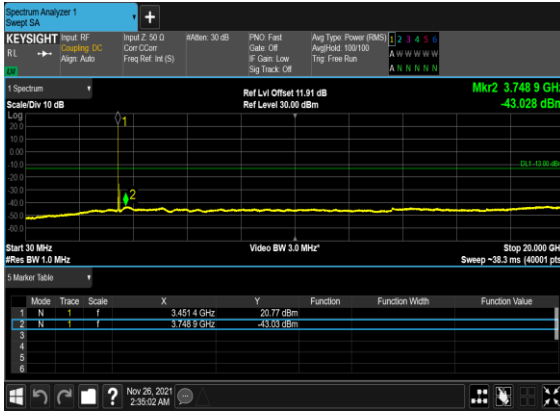 Spectrum Analyzer 1
Swept SA
+
KEYSIGHT Input: RF Input Z: 50 Ω #Atten: 30 dB PNO: Fast Avg Type: Power (RMS) 1 2 3 4 5 6
RL Coupling: DC Corr CCorr Gate: Off Avg|Hold: 100/100 A W W W W W
Align: Auto Freq Ref: Int (S) IF Gain: Low Trig: Free Run
Sig Track: Off A N N N N N
1 Spectrum
Ref Lvl Offset 11.91 dB Mkr2 3.748 9 GHz
Scale/Div 10 dB Ref Level 30.00 dBm -43.028 dBm
Log
20.0
10.0
0.00
-10.0
-20.0
-30.0
-40.0
-50.0
-60.0
1
2
DL1 -13.00 dBm
Start 30 MHz Video BW 3.0 MHz* Stop 20.000 GH
#Res BW 1.0 MHz Sweep ~38.3 ms (40001 pts
5 Marker Table
Mode Trace Scale X Y Function Function Width Function Value
1 N 1 f 3.451 4 GHz 20.77 dBm
2 N 1 f 3.748 9 GHz -43.03 dBm
3
4
5
6
? Nov 26, 2021
2:35:02 AM